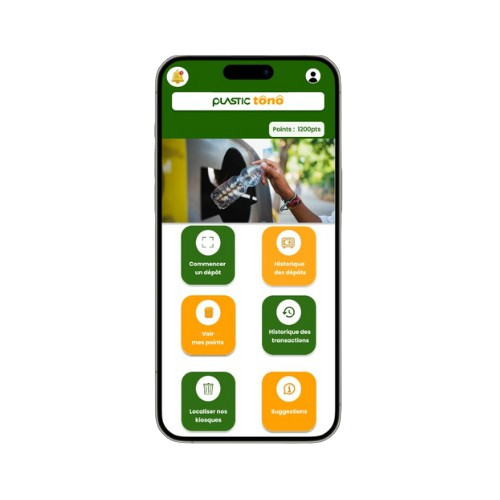 PLASTIC tônô
Points : 1200pts
Commencer
un dépôt
Historique
des dépôts
Voir
mes points
Historique des
transactions
Localiser nos
kiosques
Suggestions